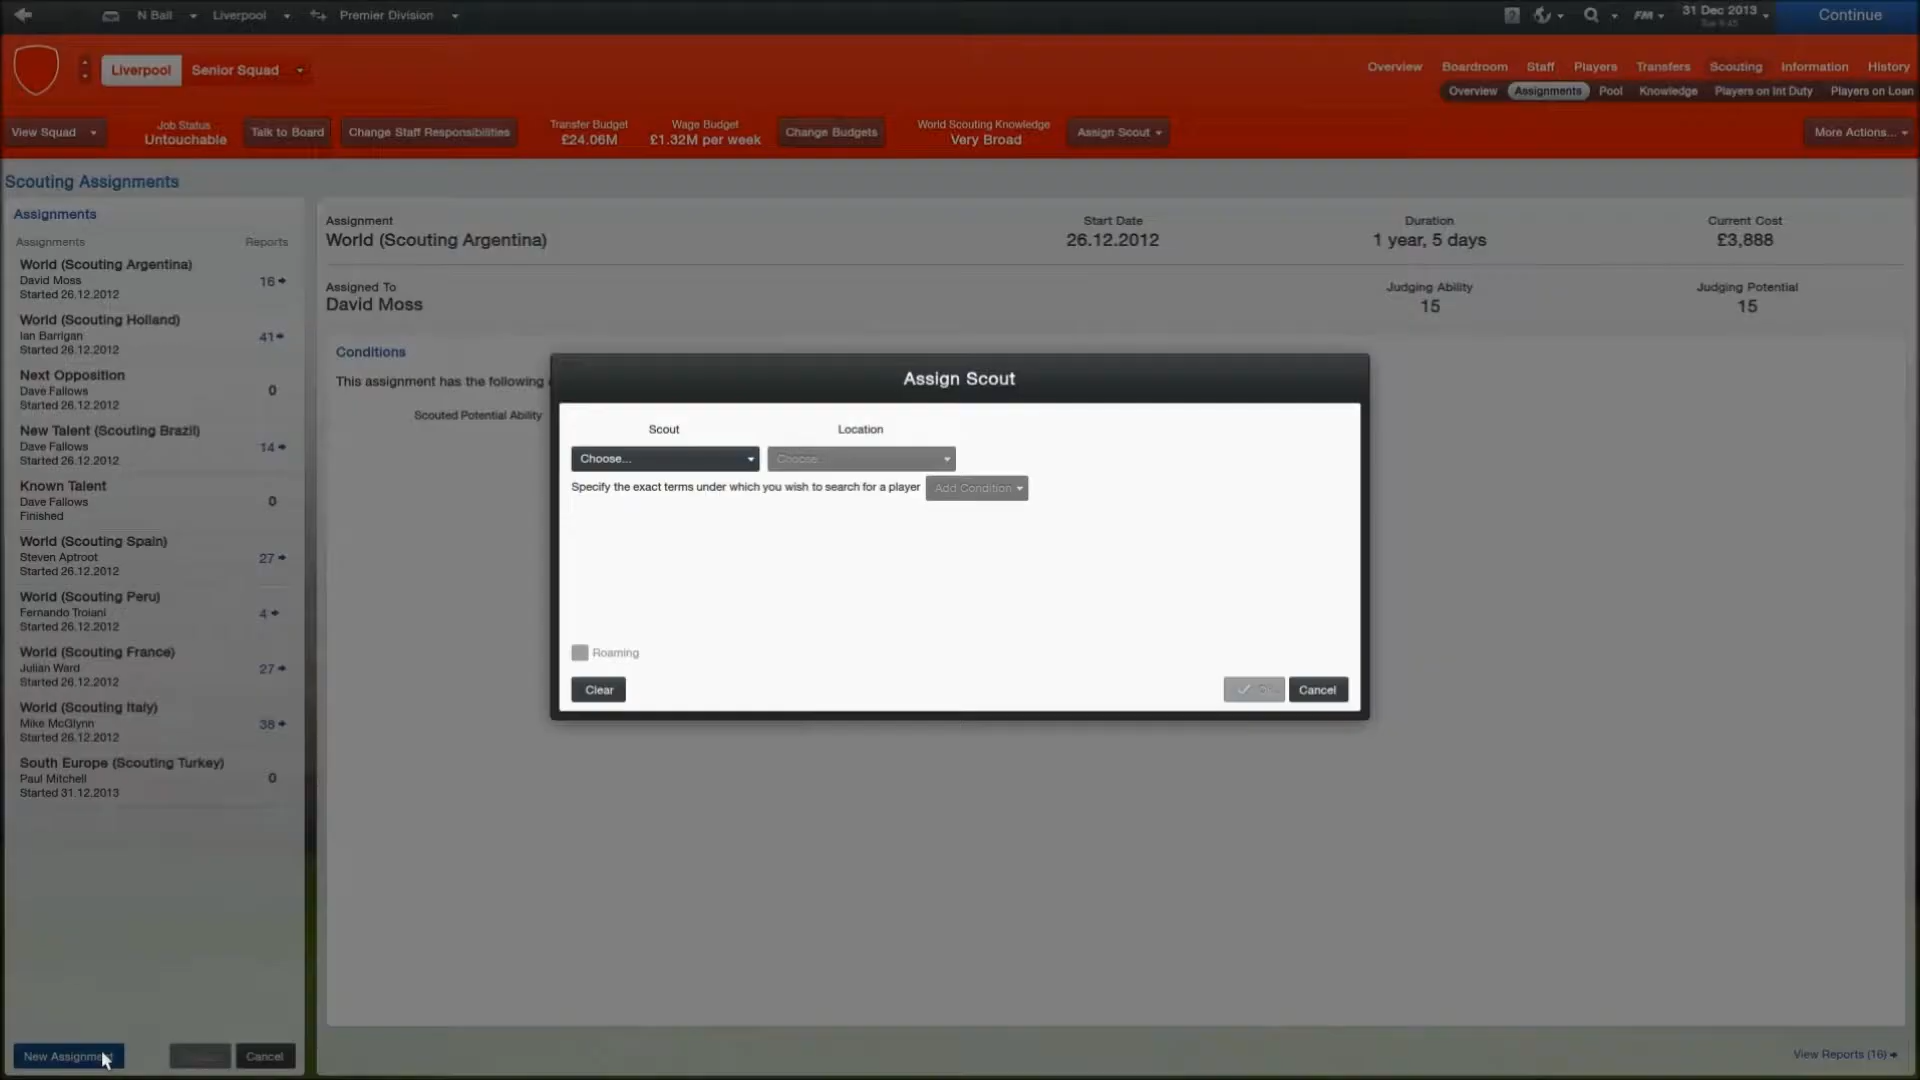 N Ball
Liverpool
Premier Division
FM
31 Dec 2013
Continue
Liverpool
Senior Squad
Overview
Boardroom
Staff
Players
Transfers
Scouting
Information
History
Overview
Assignments
Pool
Knowledge
Players on Int Duty
Players on Loan
View Squad
Job Status
Untouchable
Talk to Board
Change Staff Responsibilities
Transfer Budget
£24.06M
Wage Budget
£1.32M per week
Change Budgets
World Scouting Knowledge
Very Broad
Assign Scout
More Actions...
Scouting Assignments
Assignments
Assignments Reports
World (Scouting Argentina)
David Moss
Started 26.12.2012
16
World (Scouting Holland)
Ian Barrigan
Started 26.12.2012
41
Next Opposition
Dave Fallows
Started 26.12.2012
0
New Talent (Scouting Brazil)
Dave Fallows
Started 26.12.2012
14
Known Talent
Dave Fallows
Finished
0
World (Scouting Spain)
Steven Aptroot
Started 26.12.2012
27
World (Scouting Peru)
Fernando Troiani
Started 26.12.2012
4
World (Scouting France)
Julian Ward
Started 26.12.2012
27
World (Scouting Italy)
Mike McGlynn
Started 26.12.2012
38
South Europe (Scouting Turkey)
Paul Mitchell
Started 31.12.2013
0
New Assignment
Cancel
Assignment
World (Scouting Argentina)
Start Date
26.12.2012
Duration
1 year, 5 days
Current Cost
£3,888
Assigned To
David Moss
Judging Ability
15
Judging Potential
15
Conditions
This assignment has the following
Scouted Potential Ability
Assign Scout
Scout
Location
Choose...
Choose...
Specify the exact terms under which you wish to search for a player
Add Condition
Roaming
Clear
Cancel
View Reports (16)